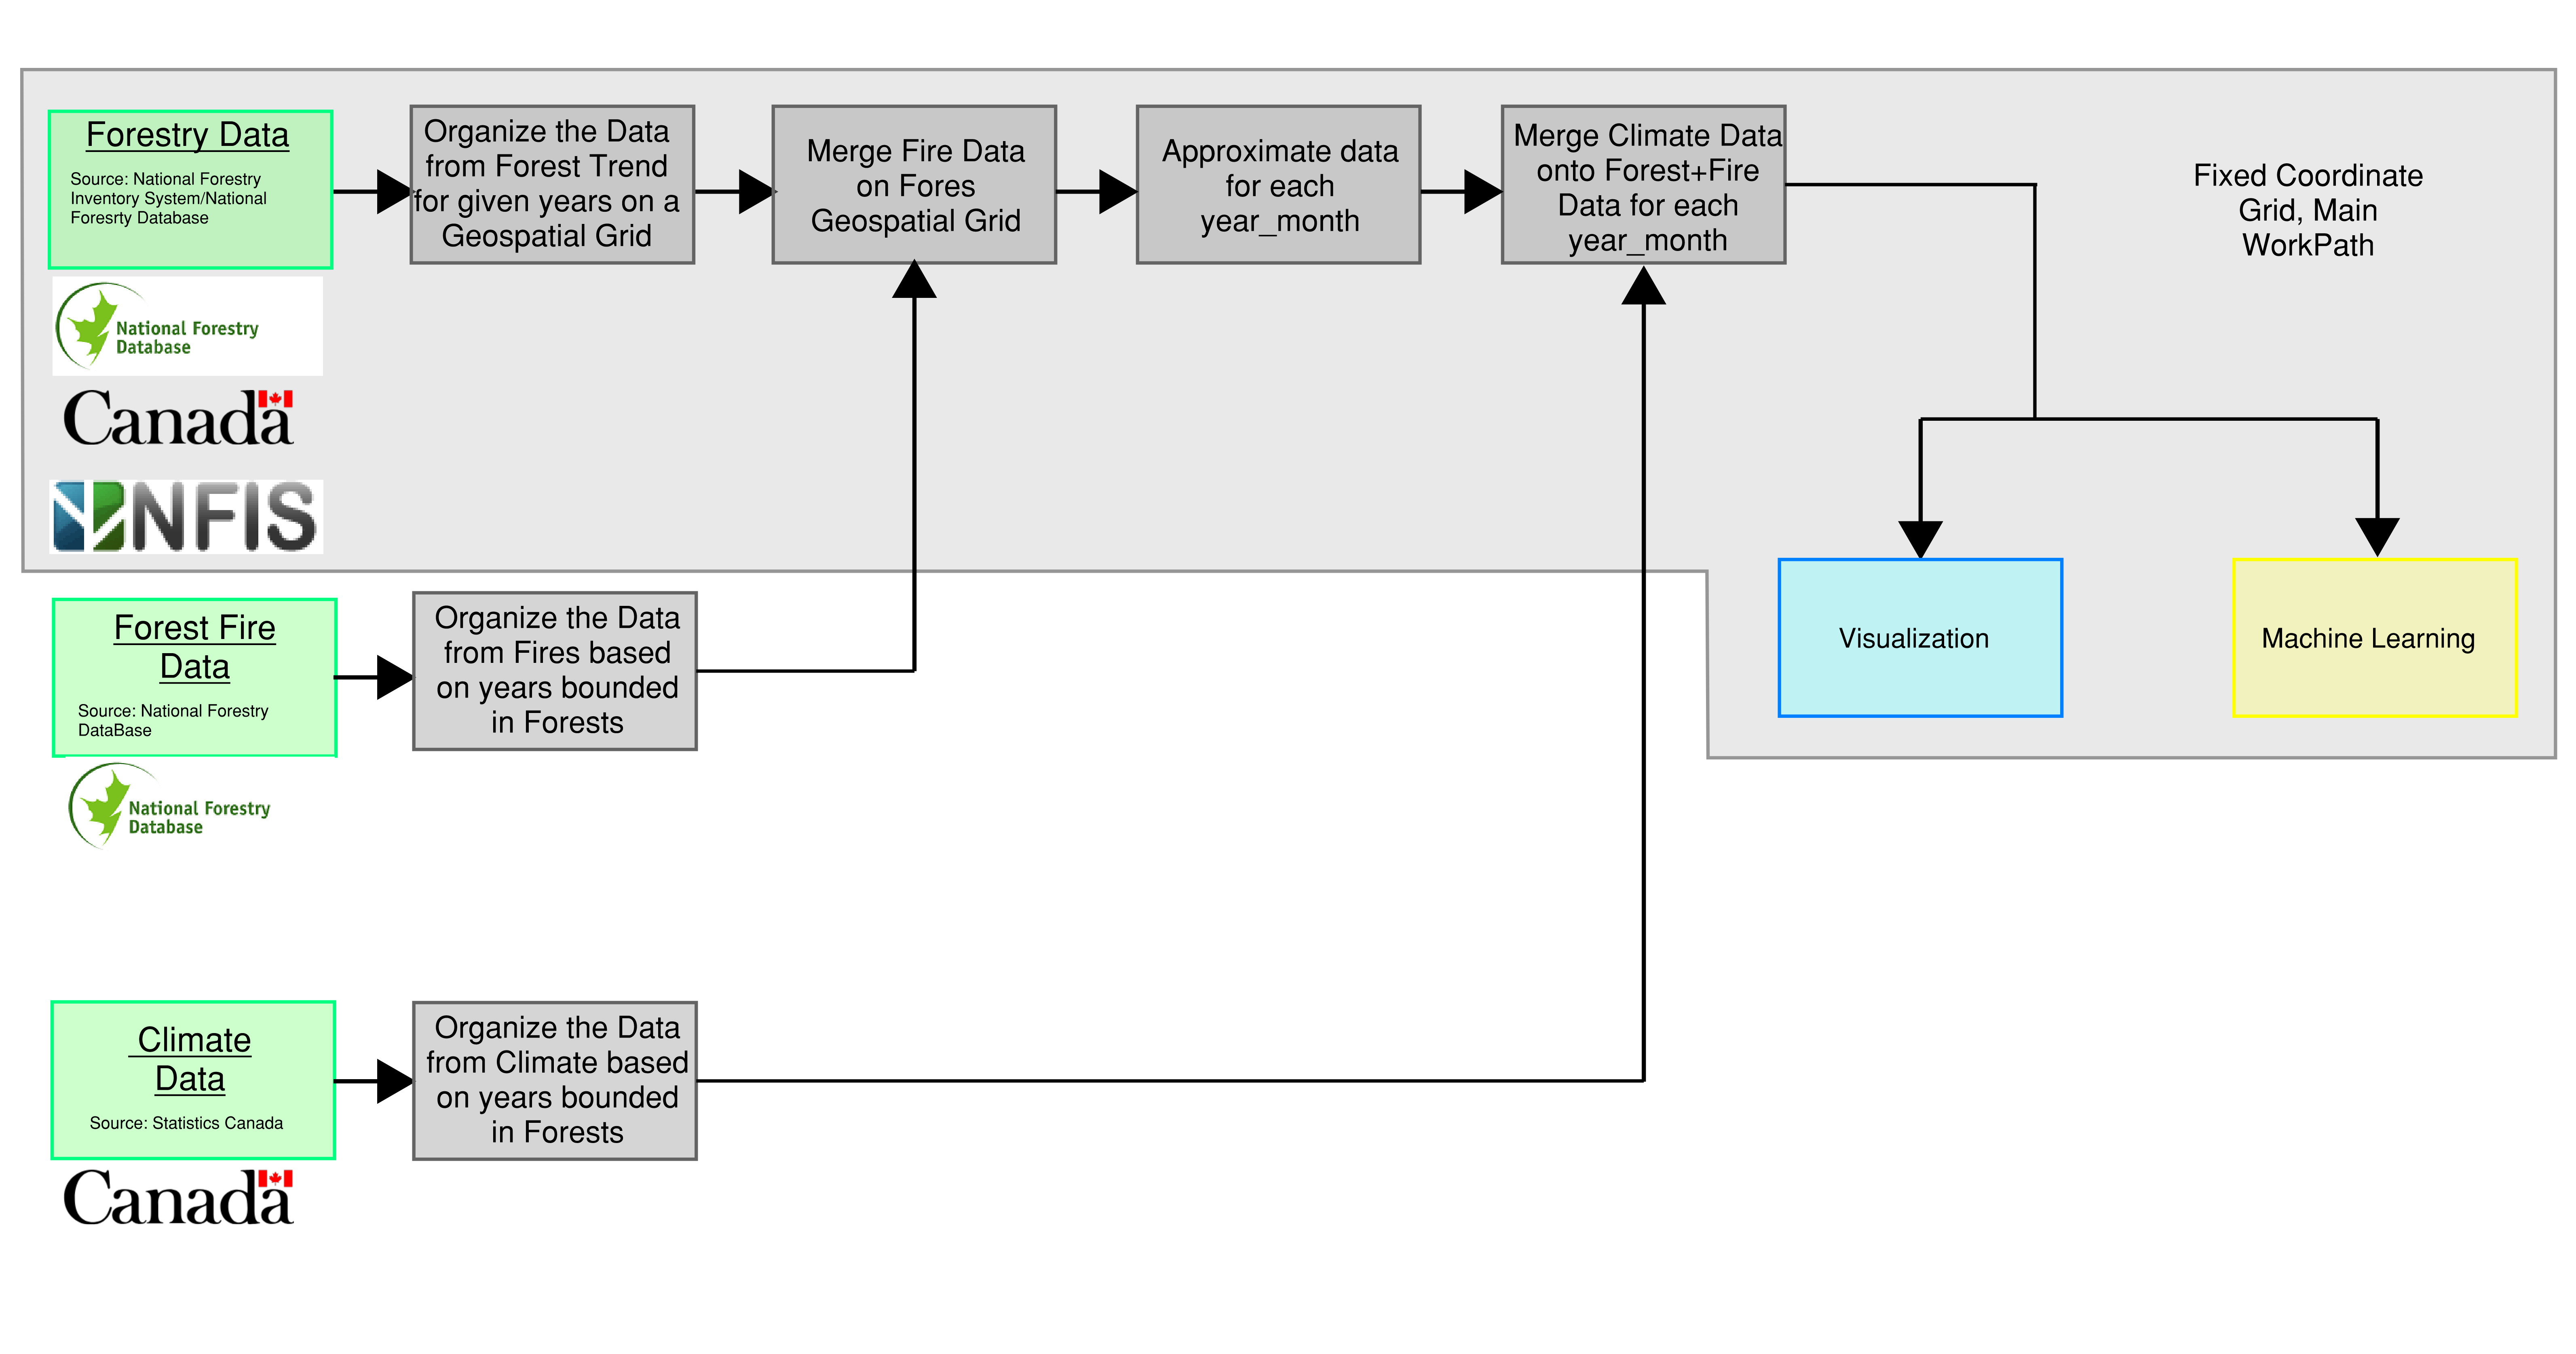 Forestry Data
Source: National Forestry
Inventory System/National
Foresrty Database
National Forestry
Database
Canada
NFIS
Organize the Data
from Forest Trend
for given years on a
Geospatial Grid
Merge Fire Data
on Fores
Geospatial Grid
Approximate data
for each
year_month
Merge Climate Data
onto Forest+Fire
Data for each
year_month
Fixed Coordinate
Grid, Main
WorkPath
Visualization
Machine Learning
Forest Fire
Data
Source: National Forestry
DataBase
National Forestry
Database
Organize the Data
from Fires based
on years bounded
in Forests
Climate
Data
Source: Statistics Canada
Canada
Organize the Data
from Climate based
on years bounded
in Forests